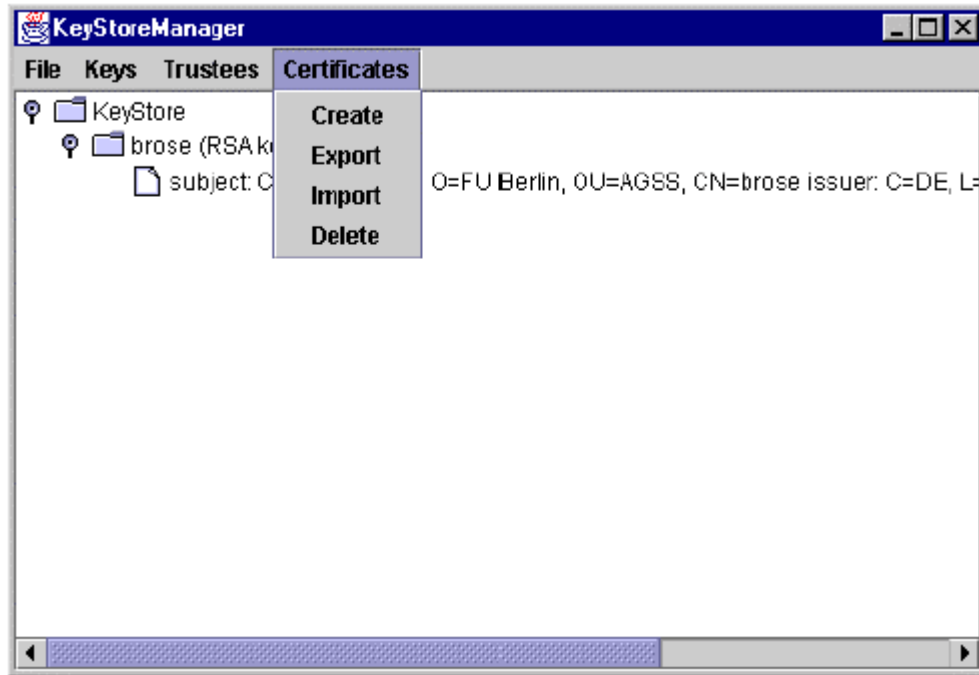 KeyStoreManager
File Keys Trustees Certificates
KeyStore
brose (RSA k
subject: C O=FU Berlin, OU=AGSS, CN=brose issuer: C=DE, L=
Create
Export
Import
Delete